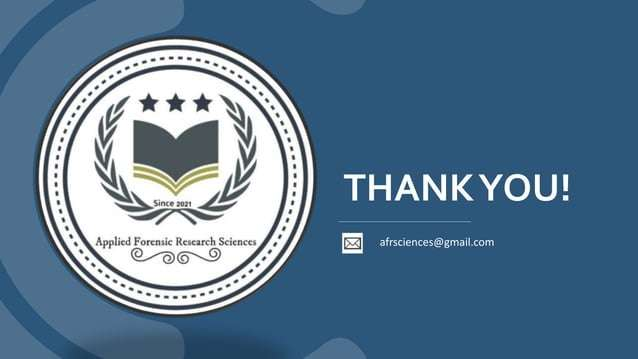 Since 2021
Applied Forensic Research Sciences
THANK YOU!
afrsciences@gmail.com